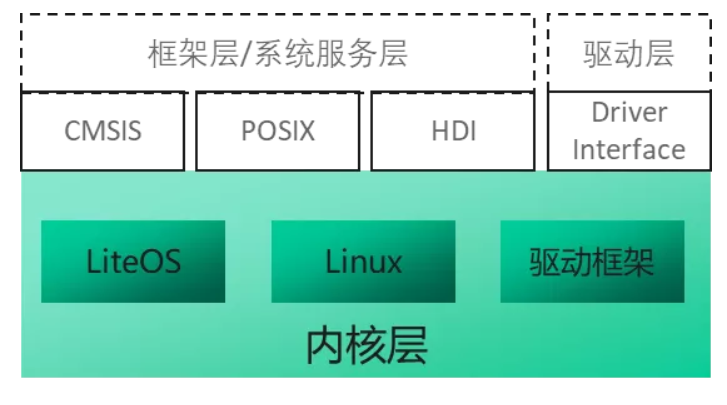 框架层/系统服务层
驱动层
CMSIS
POSIX
HDI
Driver
Interface
LiteOS
Linux
驱动框架
内核层